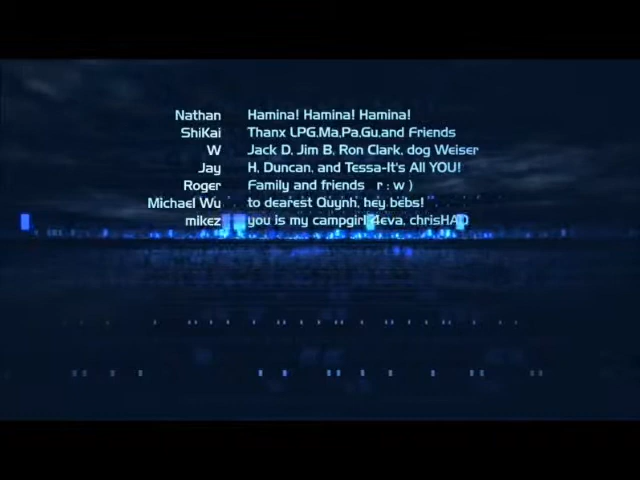 Nathan Hamina! Hamina! Hamina!
ShiKai Thanx LPG,Ma,Pa,Gu,and Friends
W Jack D, Jim B, Ron Clark, dog Weiser
Jay H, Duncan, and Tessa-It's All YOU!
Roger Family and friends r : w )
Michael Wu to dearest Quynh, hey bebs!
mikez you is my campgirl 4eva, chrisHAD